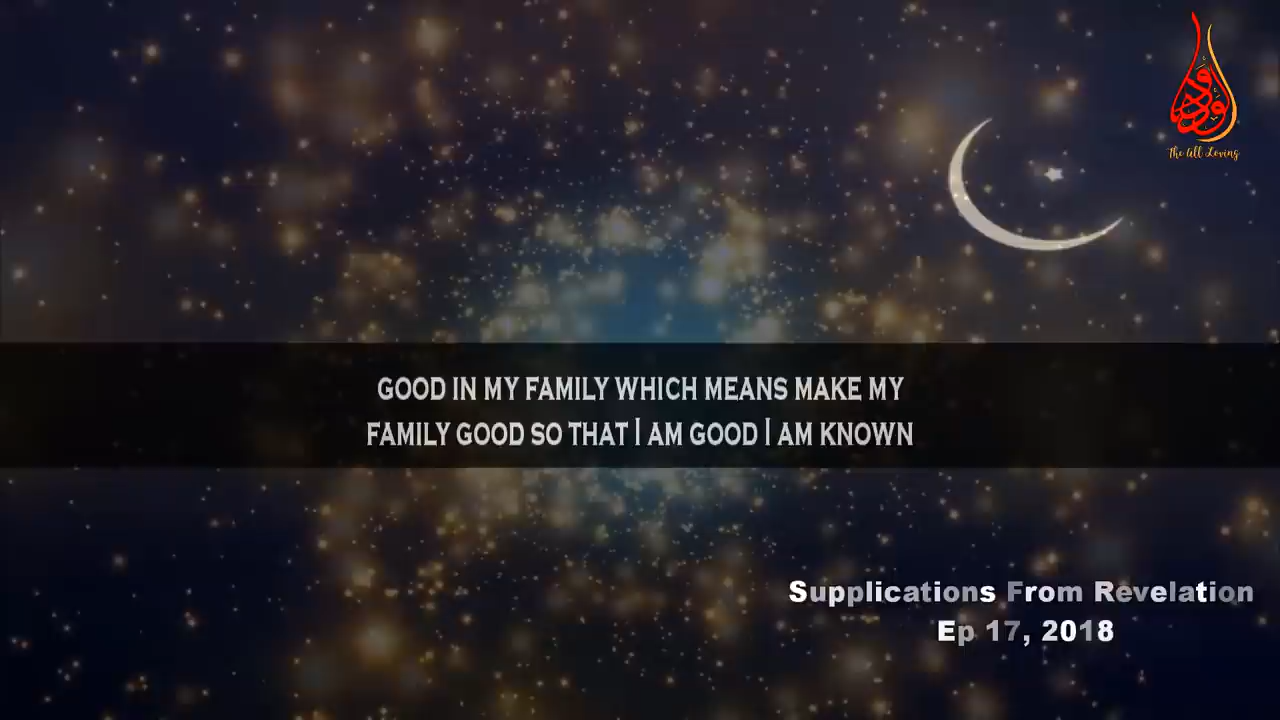 الودود
The All Loving
GOOD IN MY FAMILY WHICH MEANS MAKE MY
FAMILY GOOD SO THAT I AM GOOD I AM KNOWN
Supplications From Revelation
Ep 17, 2018